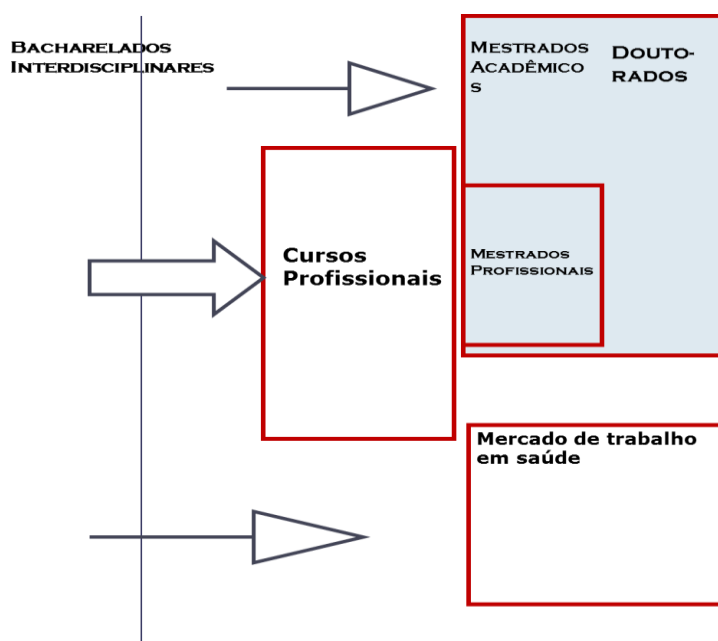 BACHARELADOS
INTERDISCIPLINARES
MESTRADOS
ACADÊMICO
S
DOUTO-
RADOS
Cursos
Profissionais
MESTRADOS
PROFISSIONAIS
Mercado de trabalho
em saúde